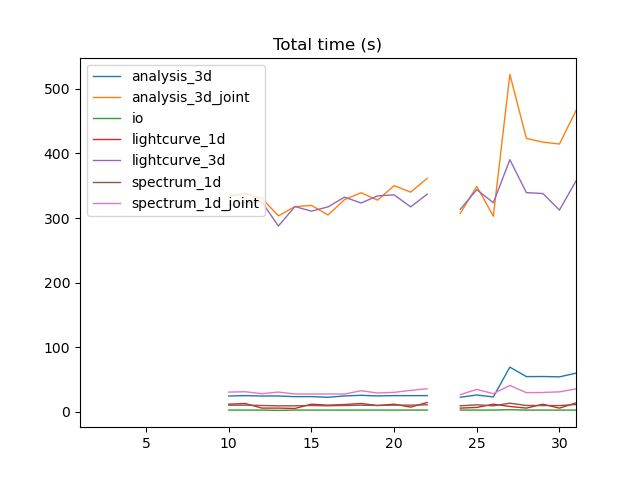 Total time (s)
analysis_3d
analysis_3d_joint
io
lightcurve_1d
lightcurve_3d
spectrum_1d
spectrum_1d_joint
500
400
300
200
100
0
5 10 15 20 25 30